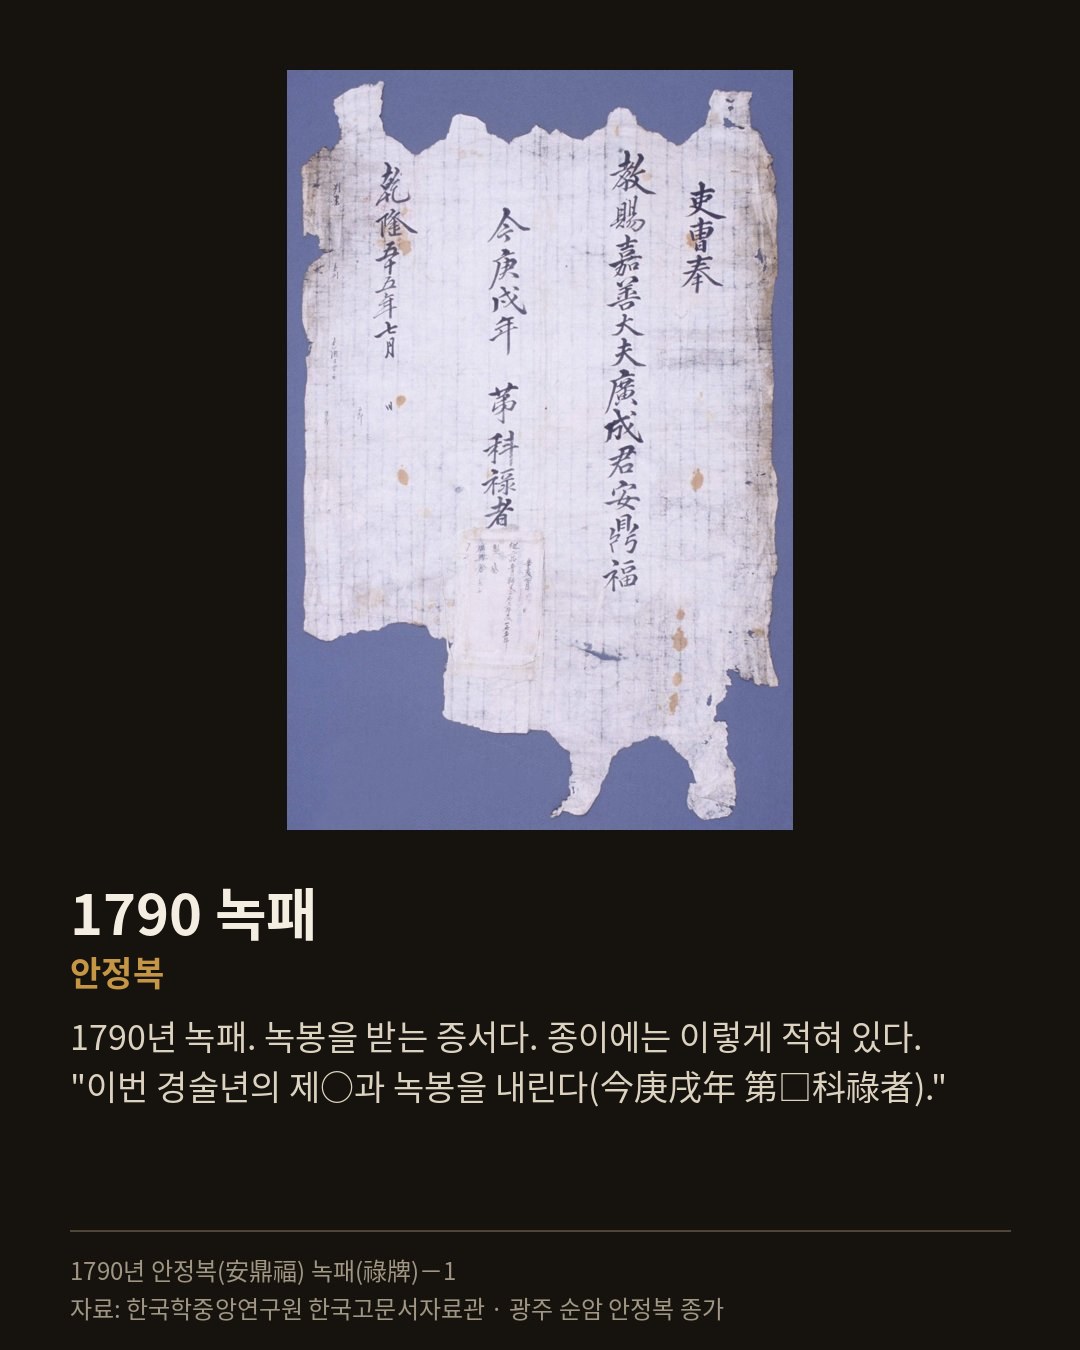 吏曹奉
教賜嘉善大夫廣成君安鼎福
今庚戌年 苐 科祿者
乾隆五十五年七月 日
1790 녹패
안정복
1790년 녹패. 녹봉을 받는 증서다. 종이에는 이렇게 적혀 있다.
"이번 경술년의 제◯과 녹봉을 내린다(今庚戌年 第□科祿者)."
1790년 안정복(安鼎福) 녹패(祿牌)－1
자료: 한국학중앙연구원 한국고문서자료관 · 광주 순암 안정복 종가